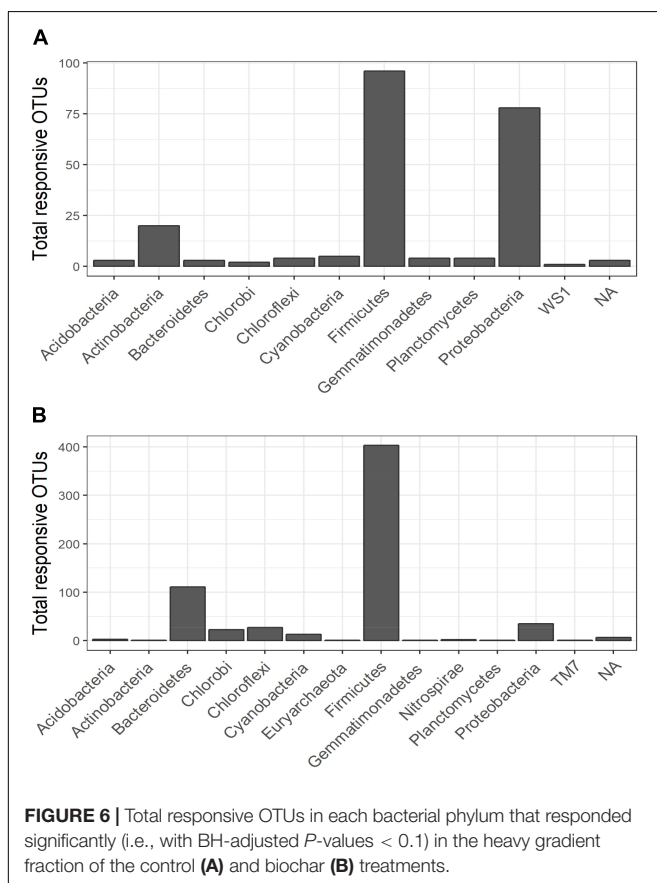 A
Total responsive OTUs
100
75
50
25
0
Acidobacteria
Actinobacteria
Bacteroidetes
Chlorobi
Chloroflexi
Cyanobacteria
Firmicutes
Gemmatimonadetes
Planctomycetes
Proteobacteria
WS1
NA
B
Total responsive OTUs
400
300
200
100
0
Acidobacteria
Actinobacteria
Bacteroidetes
Chlorobi
Chloroflexi
Cyanobacteria
Euryarchaeota
Firmicutes
Gemmatimonadetes
Nitrospirae
Planctomycetes
Proteobacteria
TM7
NA
FIGURE 6 | Total responsive OTUs in each bacterial phylum that responded
significantly (i.e., with BH-adjusted P-values < 0.1) in the heavy gradient
fraction of the control (A) and biochar (B) treatments.